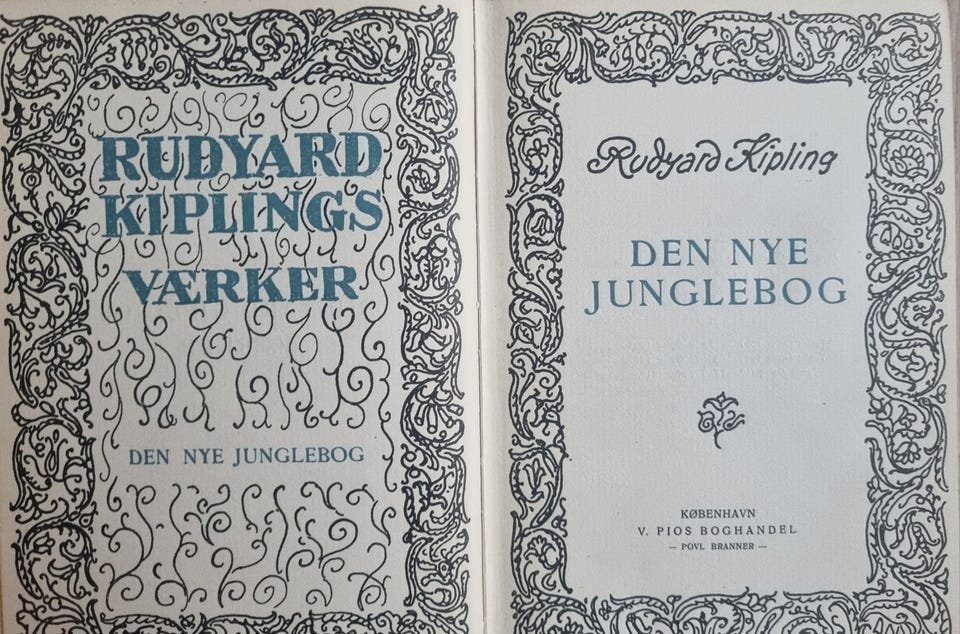 RUDYARD
KIPLINGS
VÆRKER
DEN NYE JUNGLEBOG
Rudyard Kipling
DEN NYE
JUNGLEBOG
KØBENHAVN
V. PIOS BOGHANDEL
— POVL BRANNER —